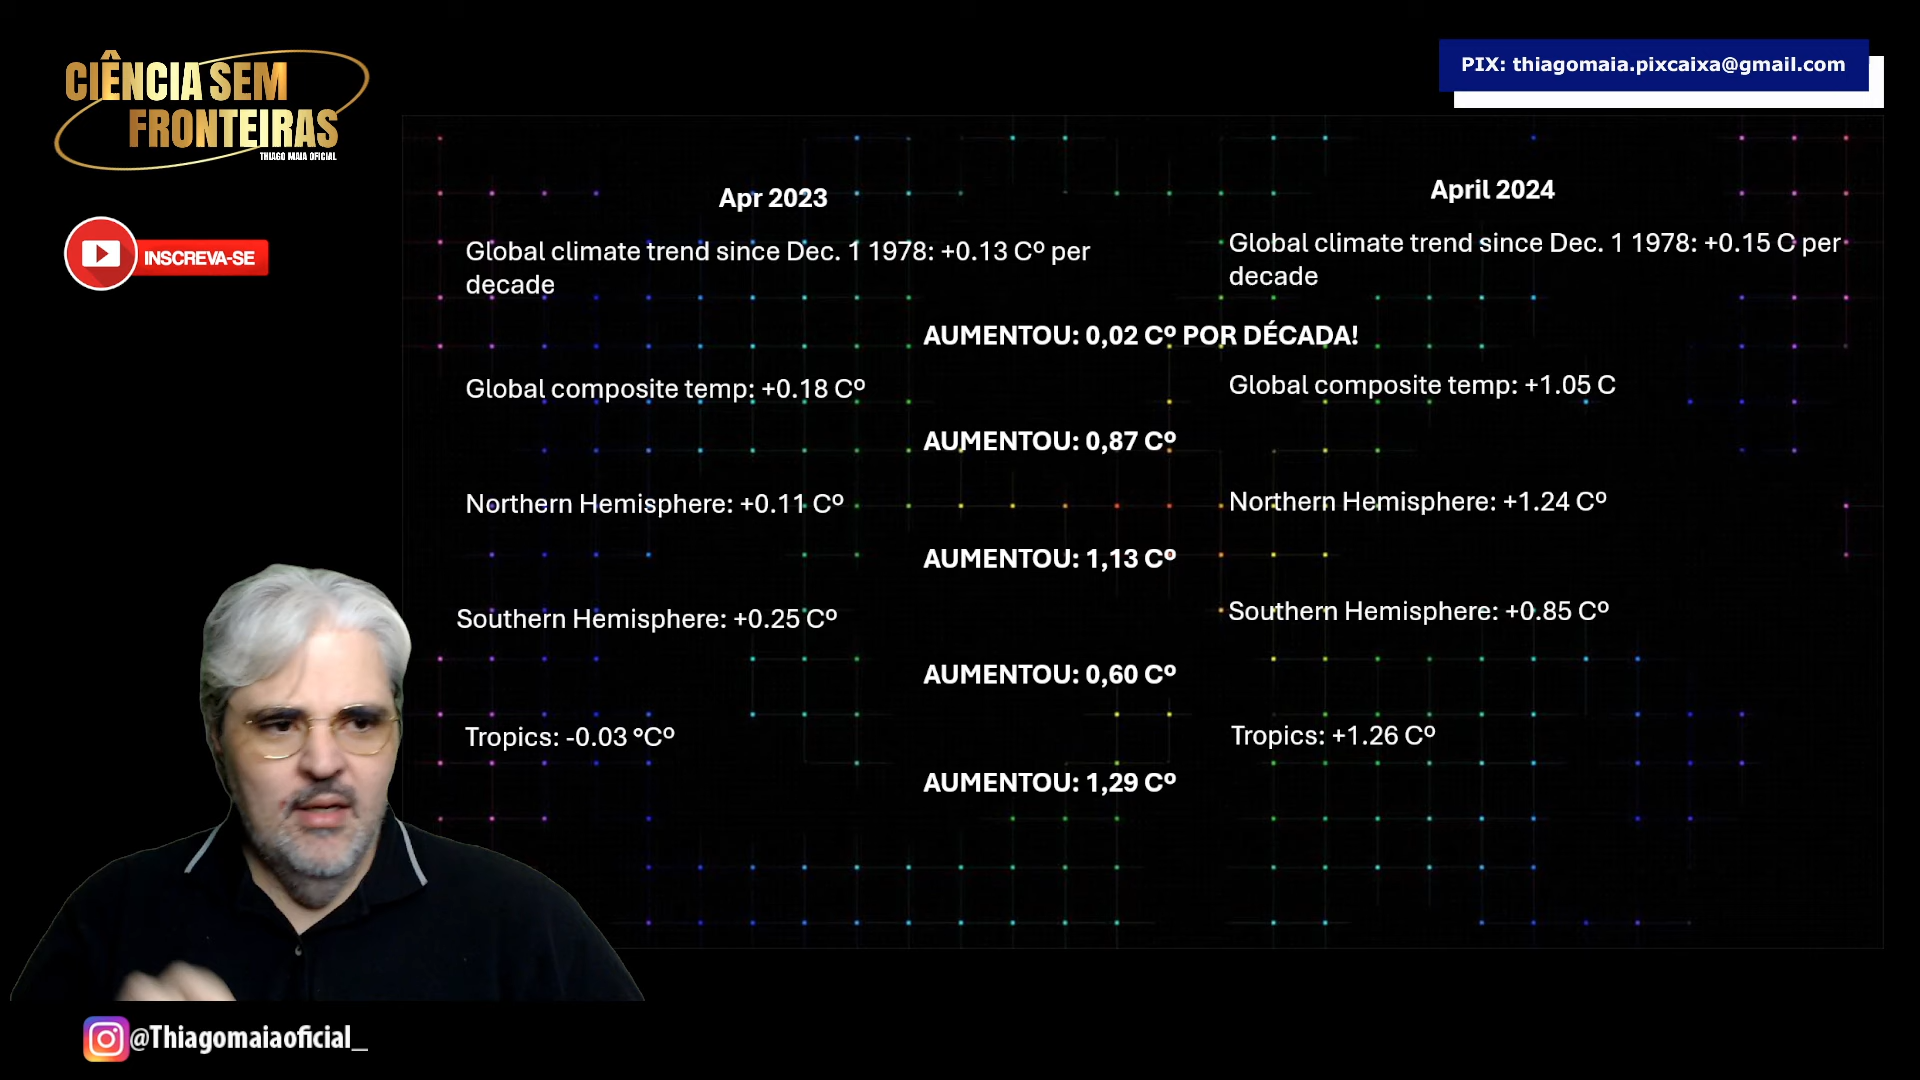 CIÊNCIA SEM
FRONTEIRAS
THIAGO MAIA OFICIAL
PIX: thiagomaia.pixcaixa@gmail.com
INSCREVA-SE
Apr 2023
April 2024
Global climate trend since Dec. 1 1978: +0.13 Cº per
decade
Global climate trend since Dec. 1 1978: +0.15 C per
decade
AUMENTOU: 0,02 Cº POR DÉCADA!
Global composite temp: +0.18 Cº
Global composite temp: +1.05 C
AUMENTOU: 0,87 Cº
Northern Hemisphere: +0.11 Cº
Northern Hemisphere: +1.24 Cº
AUMENTOU: 1,13 Cº
Southern Hemisphere: +0.25 Cº
Southern Hemisphere: +0.85 Cº
AUMENTOU: 0,60 Cº
Tropics: -0.03 °Cº
Tropics: +1.26 Cº
AUMENTOU: 1,29 Cº
@Thiagomaiaoficial_